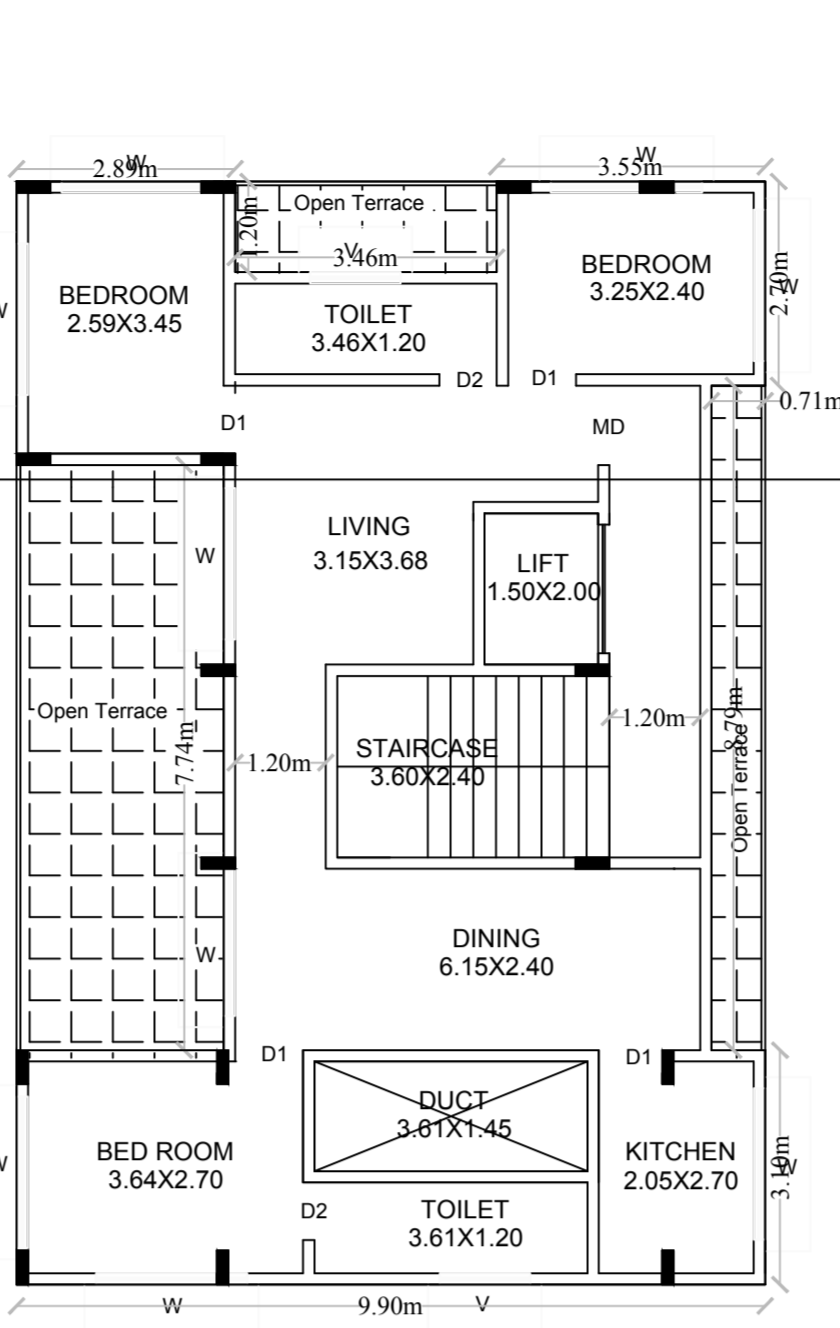 W
2.89m
W
3.55m
Open Terrace
1.20m
V
3.46m
BEDROOM
2.59X3.45
TOILET
3.46X1.20
BEDROOM
3.25X2.40
2.70m
W
W
D2
D1
0.71m
D1
MD
LIVING
3.15X3.68
W
LIFT
1.50X2.00
Open Terrace
7.74m
1.20m
STAIRCASE
3.60X2.40
1.20m
8.79m
Open Terrace
DINING
6.15X2.40
W
D1
D1
DUCT
3.61X1.45
BED ROOM
3.64X2.70
KITCHEN
2.05X2.70
3.10m
W
W
D2
TOILET
3.61X1.20
W
9.90m
V